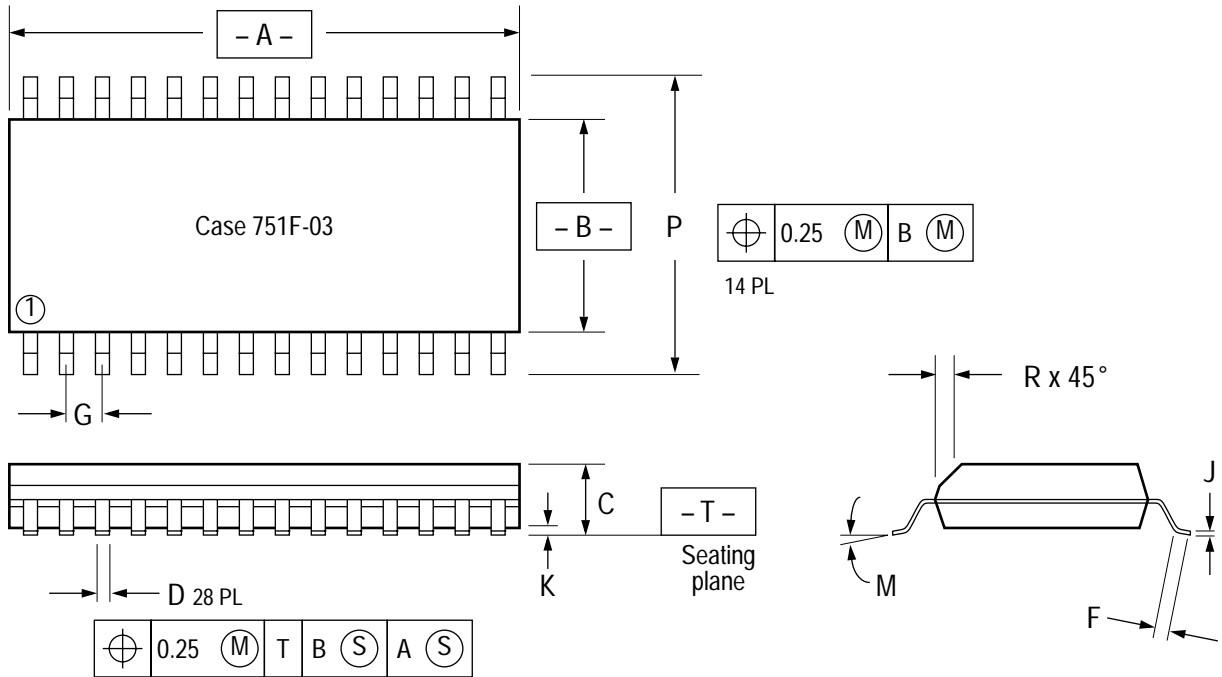 – A –
Case 751F-03
– B –
P
⌖ 0.25 Ⓜ B Ⓜ
14 PL
①
G
R x 45°
C
– T –
Seating
plane
J
K
M
D 28 PL
F
⌖ 0.25 Ⓜ T B Ⓢ A Ⓢ